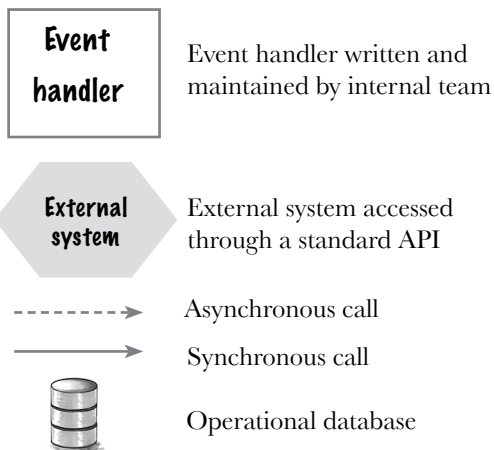 Event
handler
Event handler written and
maintained by internal team
External
system
External system accessed
through a standard API
Asynchronous call
Synchronous call
Operational database